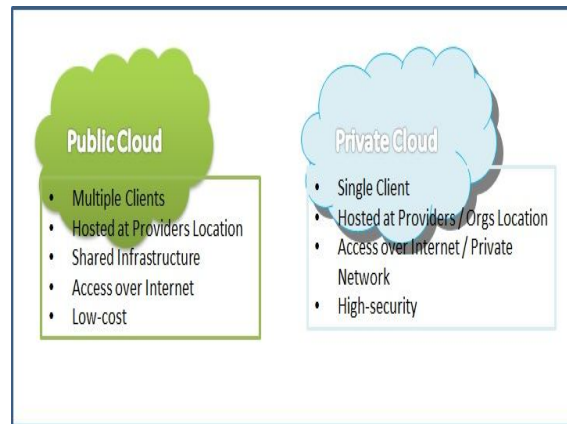 Public Cloud
• Multiple Clients
• Hosted at Providers Location
• Shared Infrastructure
• Access over Internet
• Low-cost
Private Cloud
• Single Client
• Hosted at Providers / Orgs Location
• Access over Internet / Private
Network
• High-security